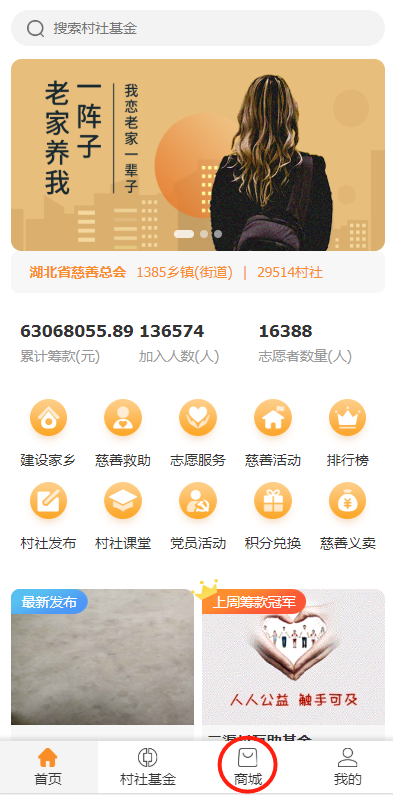 搜索村社基金
老家养我
一阵子
我恋老家一辈子
湖北省慈善总会 1385乡镇(街道) | 29514村社
63068055.89 136574 16388
累计筹款(元) 加入人数(人) 志愿者数量(人)
建设家乡 慈善救助 志愿服务 慈善活动 排行榜
村社发布 村社课堂 党员活动 积分兑换 慈善义卖
最新发布 上周筹款冠军
人人公益 触手可及
首页 村社基金 商城 我的